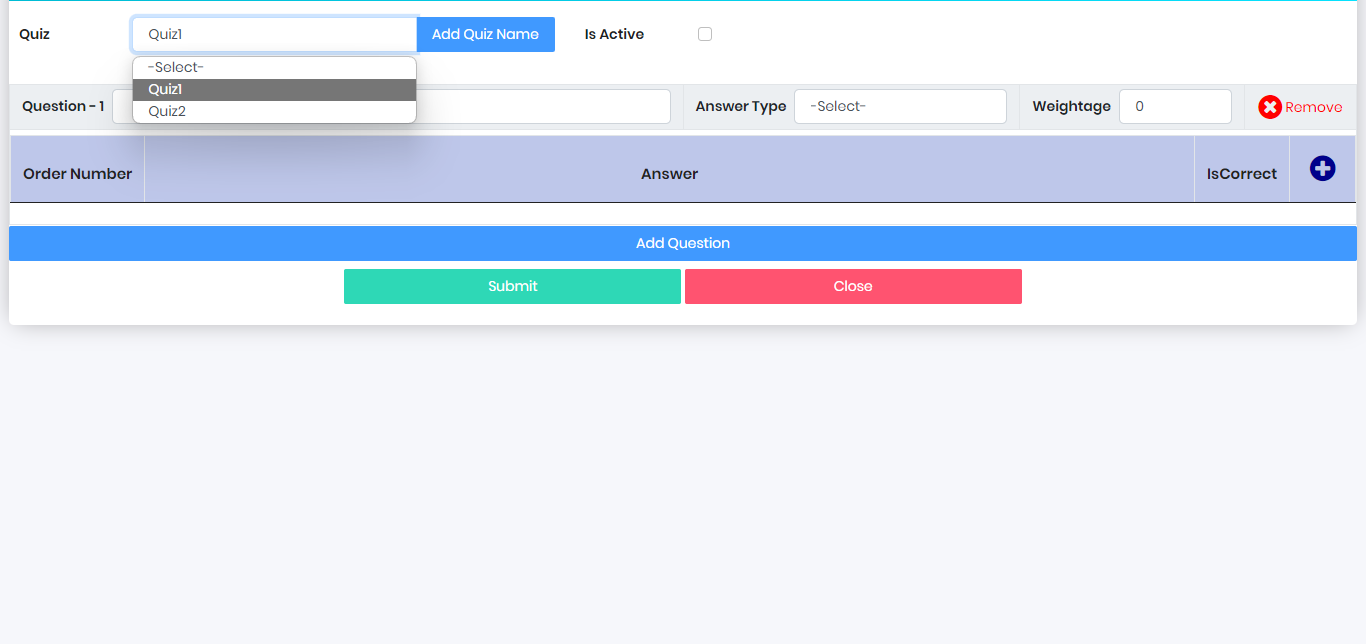 Quiz Quiz1 Add Quiz Name Is Active
-Select-
Quiz1
Quiz2
Question - 1 Answer Type -Select- Weightage 0 Remove
Order Number Answer IsCorrect
Add Question
Submit Close